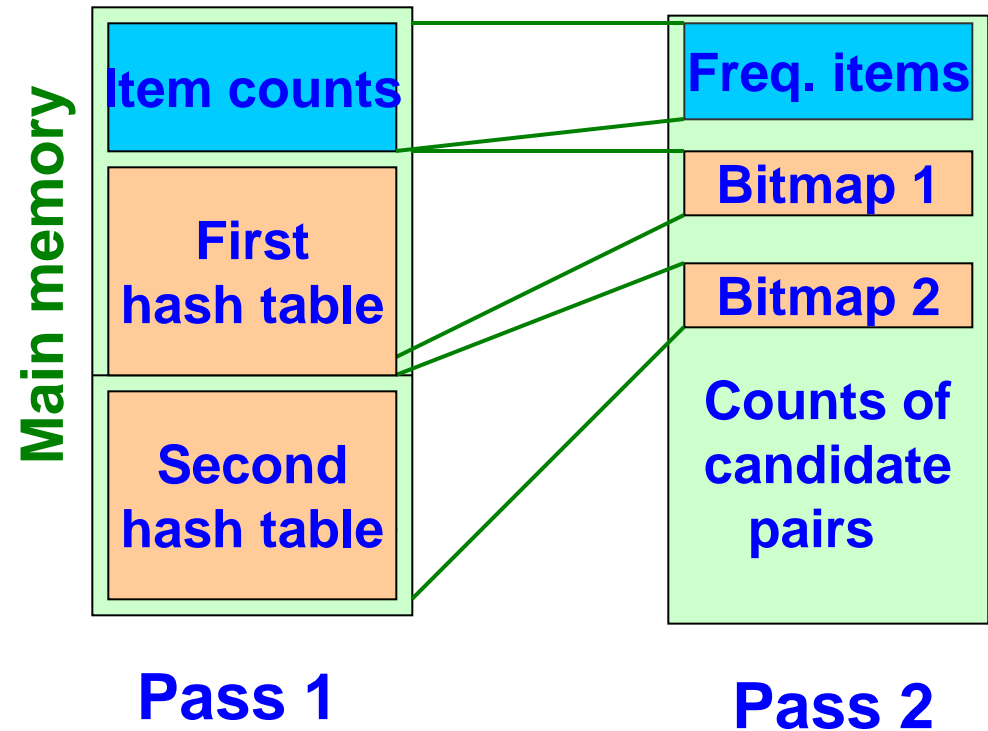 Main memory
Item counts
First
hash table
Second
hash table
Pass 1
Freq. items
Bitmap 1
Bitmap 2
Counts of
candidate
pairs
Pass 2